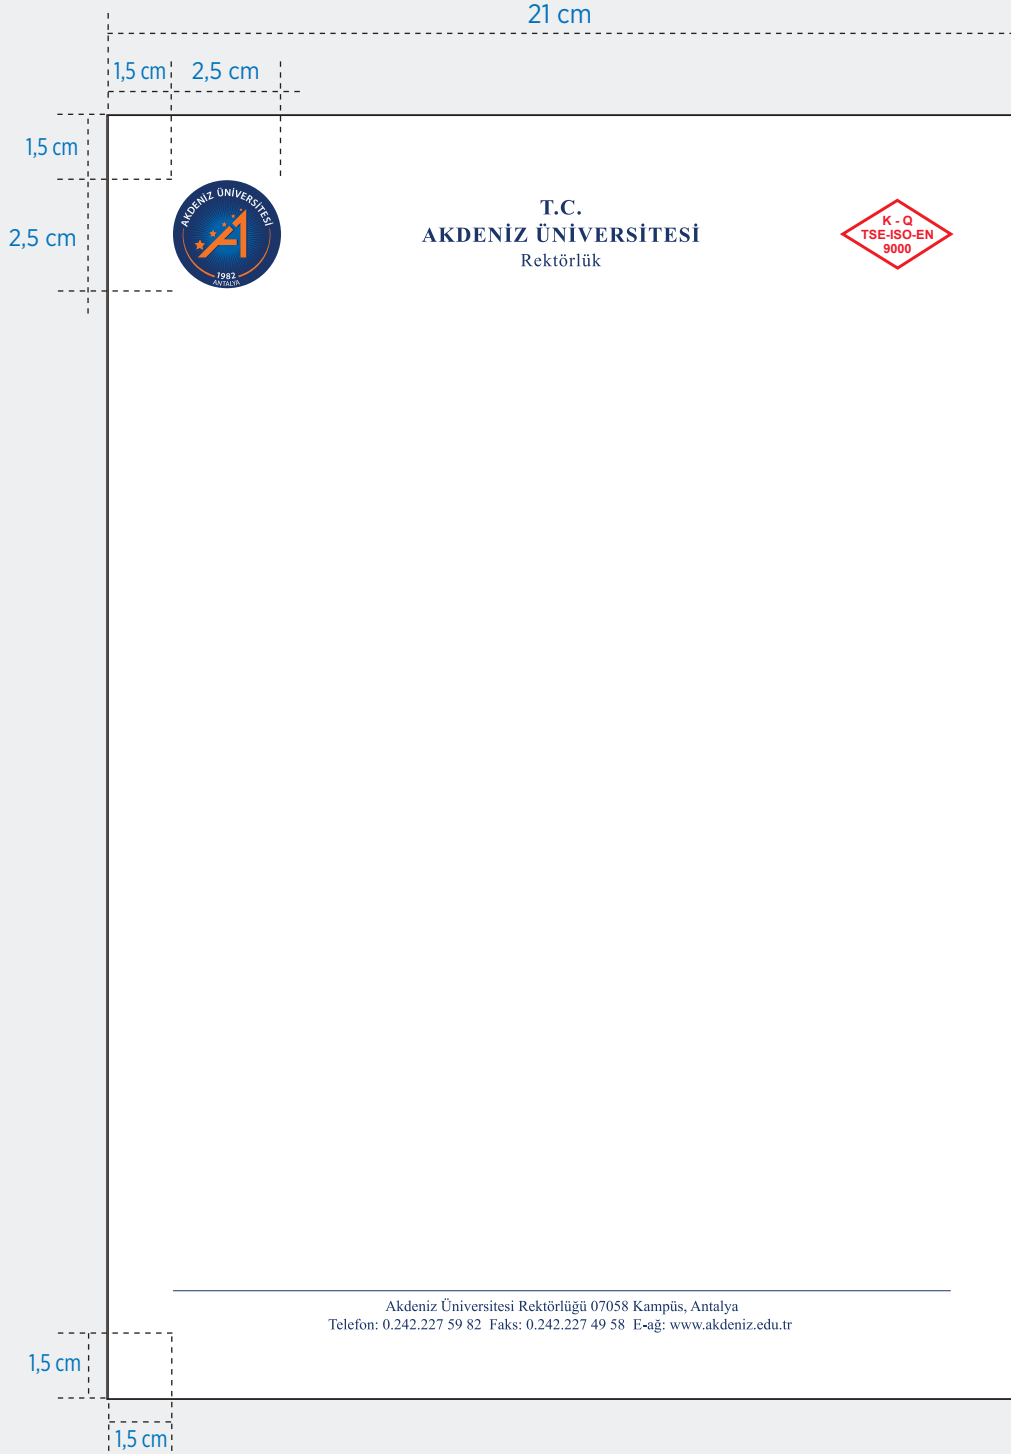 21 cm
1,5 cm
2,5 cm
1,5 cm
2,5 cm
AKDENİZ ÜNİVERSİTESİ
1982
ANTALYA
T.C.
AKDENİZ ÜNİVERSİTESİ
Rektörlük
K - Q
TSE-ISO-EN
9000
Akdeniz Üniversitesi Rektörlüğü 07058 Kampüs, Antalya
Telefon: 0.242.227 59 82 Faks: 0.242.227 49 58 E-ağ: www.akdeniz.edu.tr
1,5 cm
1,5 cm